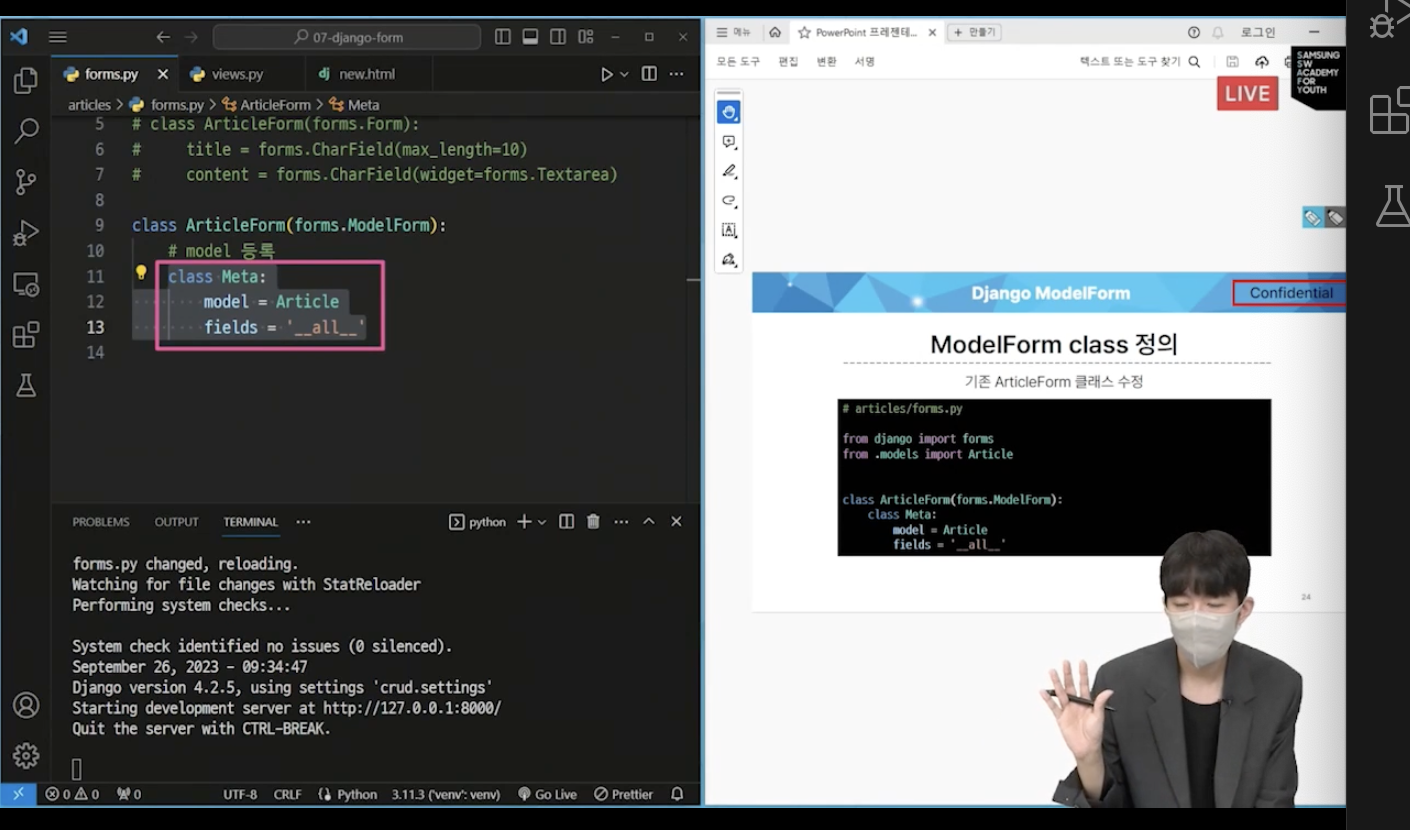 07-django-form
forms.py
views.py
new.html
articles > forms.py > ArticleForm > Meta
5 # class ArticleForm(forms.Form):
6 #     title = forms.CharField(max_length=10)
7 #     content = forms.CharField(widget=forms.Textarea)
8
9 class ArticleForm(forms.ModelForm):
10     # model 등록
11     class Meta:
12         model = Article
13         fields = '__all__'
14
PROBLEMS OUTPUT TERMINAL ··· python
forms.py changed, reloading.
Watching for file changes with StatReloader
Performing system checks...
System check identified no issues (0 silenced).
September 26, 2023 - 09:34:47
Django version 4.2.5, using settings 'crud.settings'
Starting development server at http://127.0.0.1:8000/
Quit the server with CTRL-BREAK.
0 0 0 UTF-8 CRLF Python 3.11.3 ('venv': venv) Go Live Prettier
메뉴 PowerPoint 프레젠테... + 만들기 로그인
모든 도구 편집 변환 서명 텍스트 또는 도구 찾기
SAMSUNG
SW
ACADEMY
FOR
YOUTH
LIVE
Django ModelForm
Confidential
ModelForm class 정의
기존 ArticleForm 클래스 수정
# articles/forms.py
from django import forms
from .models import Article
class ArticleForm(forms.ModelForm):
    class Meta:
        model = Article
        fields = '__all__'
24